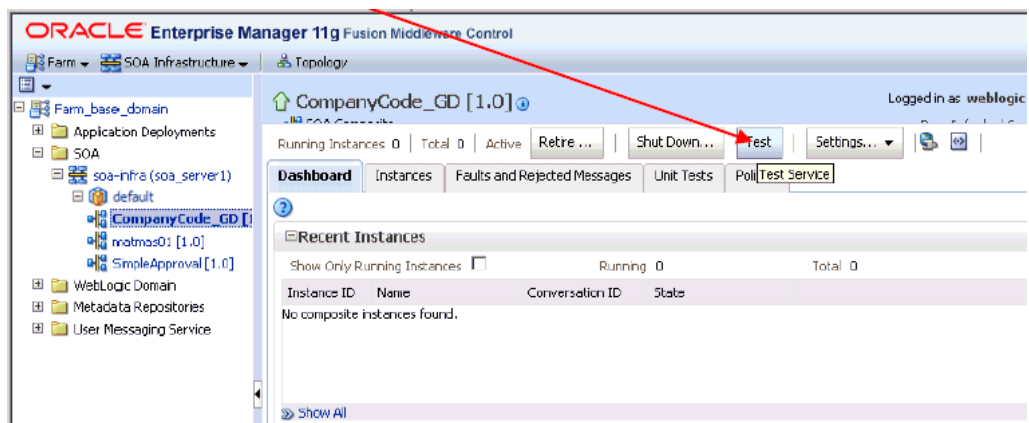 ORACLE Enterprise Manager 11g Fusion Middleware Control
Farm SOA Infrastructure Topology
Farm_base_domain
Application Deployments
SOA
soa-infra (soa_server1)
default
CompanyCode_GD [1
matmas01 [1.0]
SimpleApproval [1.0]
WebLogic Domain
Metadata Repositories
User Messaging Service
CompanyCode_GD [1.0] Logged in as weblogic
SOA Composite
Running Instances 0 Total 0 Active Retire ... Shut Down... Test Settings...
Dashboard Instances Faults and Rejected Messages Unit Tests Poli
Test Service
Recent Instances
Show Only Running Instances Running 0 Total 0
Instance ID Name Conversation ID State
No composite instances found.
Show All